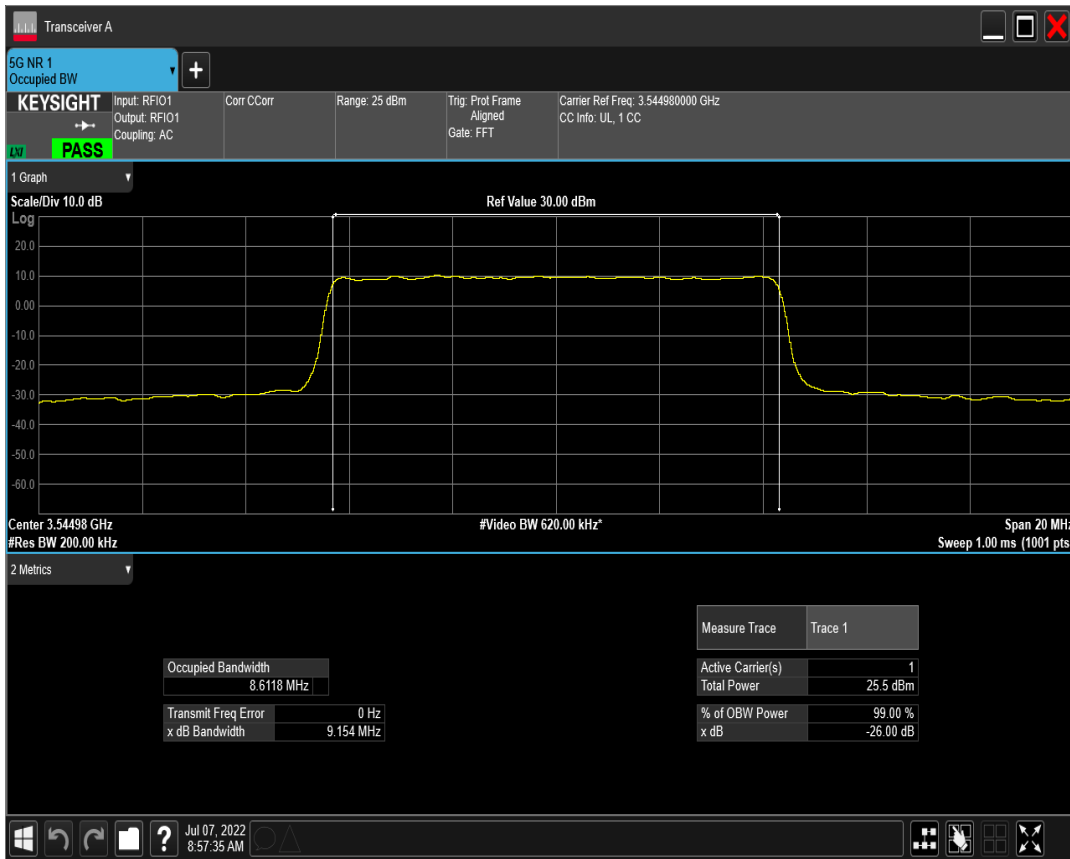 Transceiver A
5G NR 1
Occupied BW
+
KEYSIGHT
LXI
PASS
Input: RFIO1
Output: RFIO1
Coupling: AC
Corr CCorr
Range: 25 dBm
Trig: Prot Frame
Aligned
Gate: FFT
Carrier Ref Freq: 3.544980000 GHz
CC Info: UL, 1 CC
1 Graph
Scale/Div 10.0 dB
Ref Value 30.00 dBm
Log
20.0
10.0
0.00
-10.0
-20.0
-30.0
-40.0
-50.0
-60.0
Center 3.54498 GHz
#Video BW 620.00 kHz*
Span 20 MHz
#Res BW 200.00 kHz
Sweep 1.00 ms (1001 pts
2 Metrics
Measure Trace Trace 1
Occupied Bandwidth
8.6118 MHz
Active Carrier(s) 1
Total Power 25.5 dBm
Transmit Freq Error 0 Hz
x dB Bandwidth 9.154 MHz
% of OBW Power 99.00 %
x dB -26.00 dB
?
Jul 07, 2022
8:57:35 AM